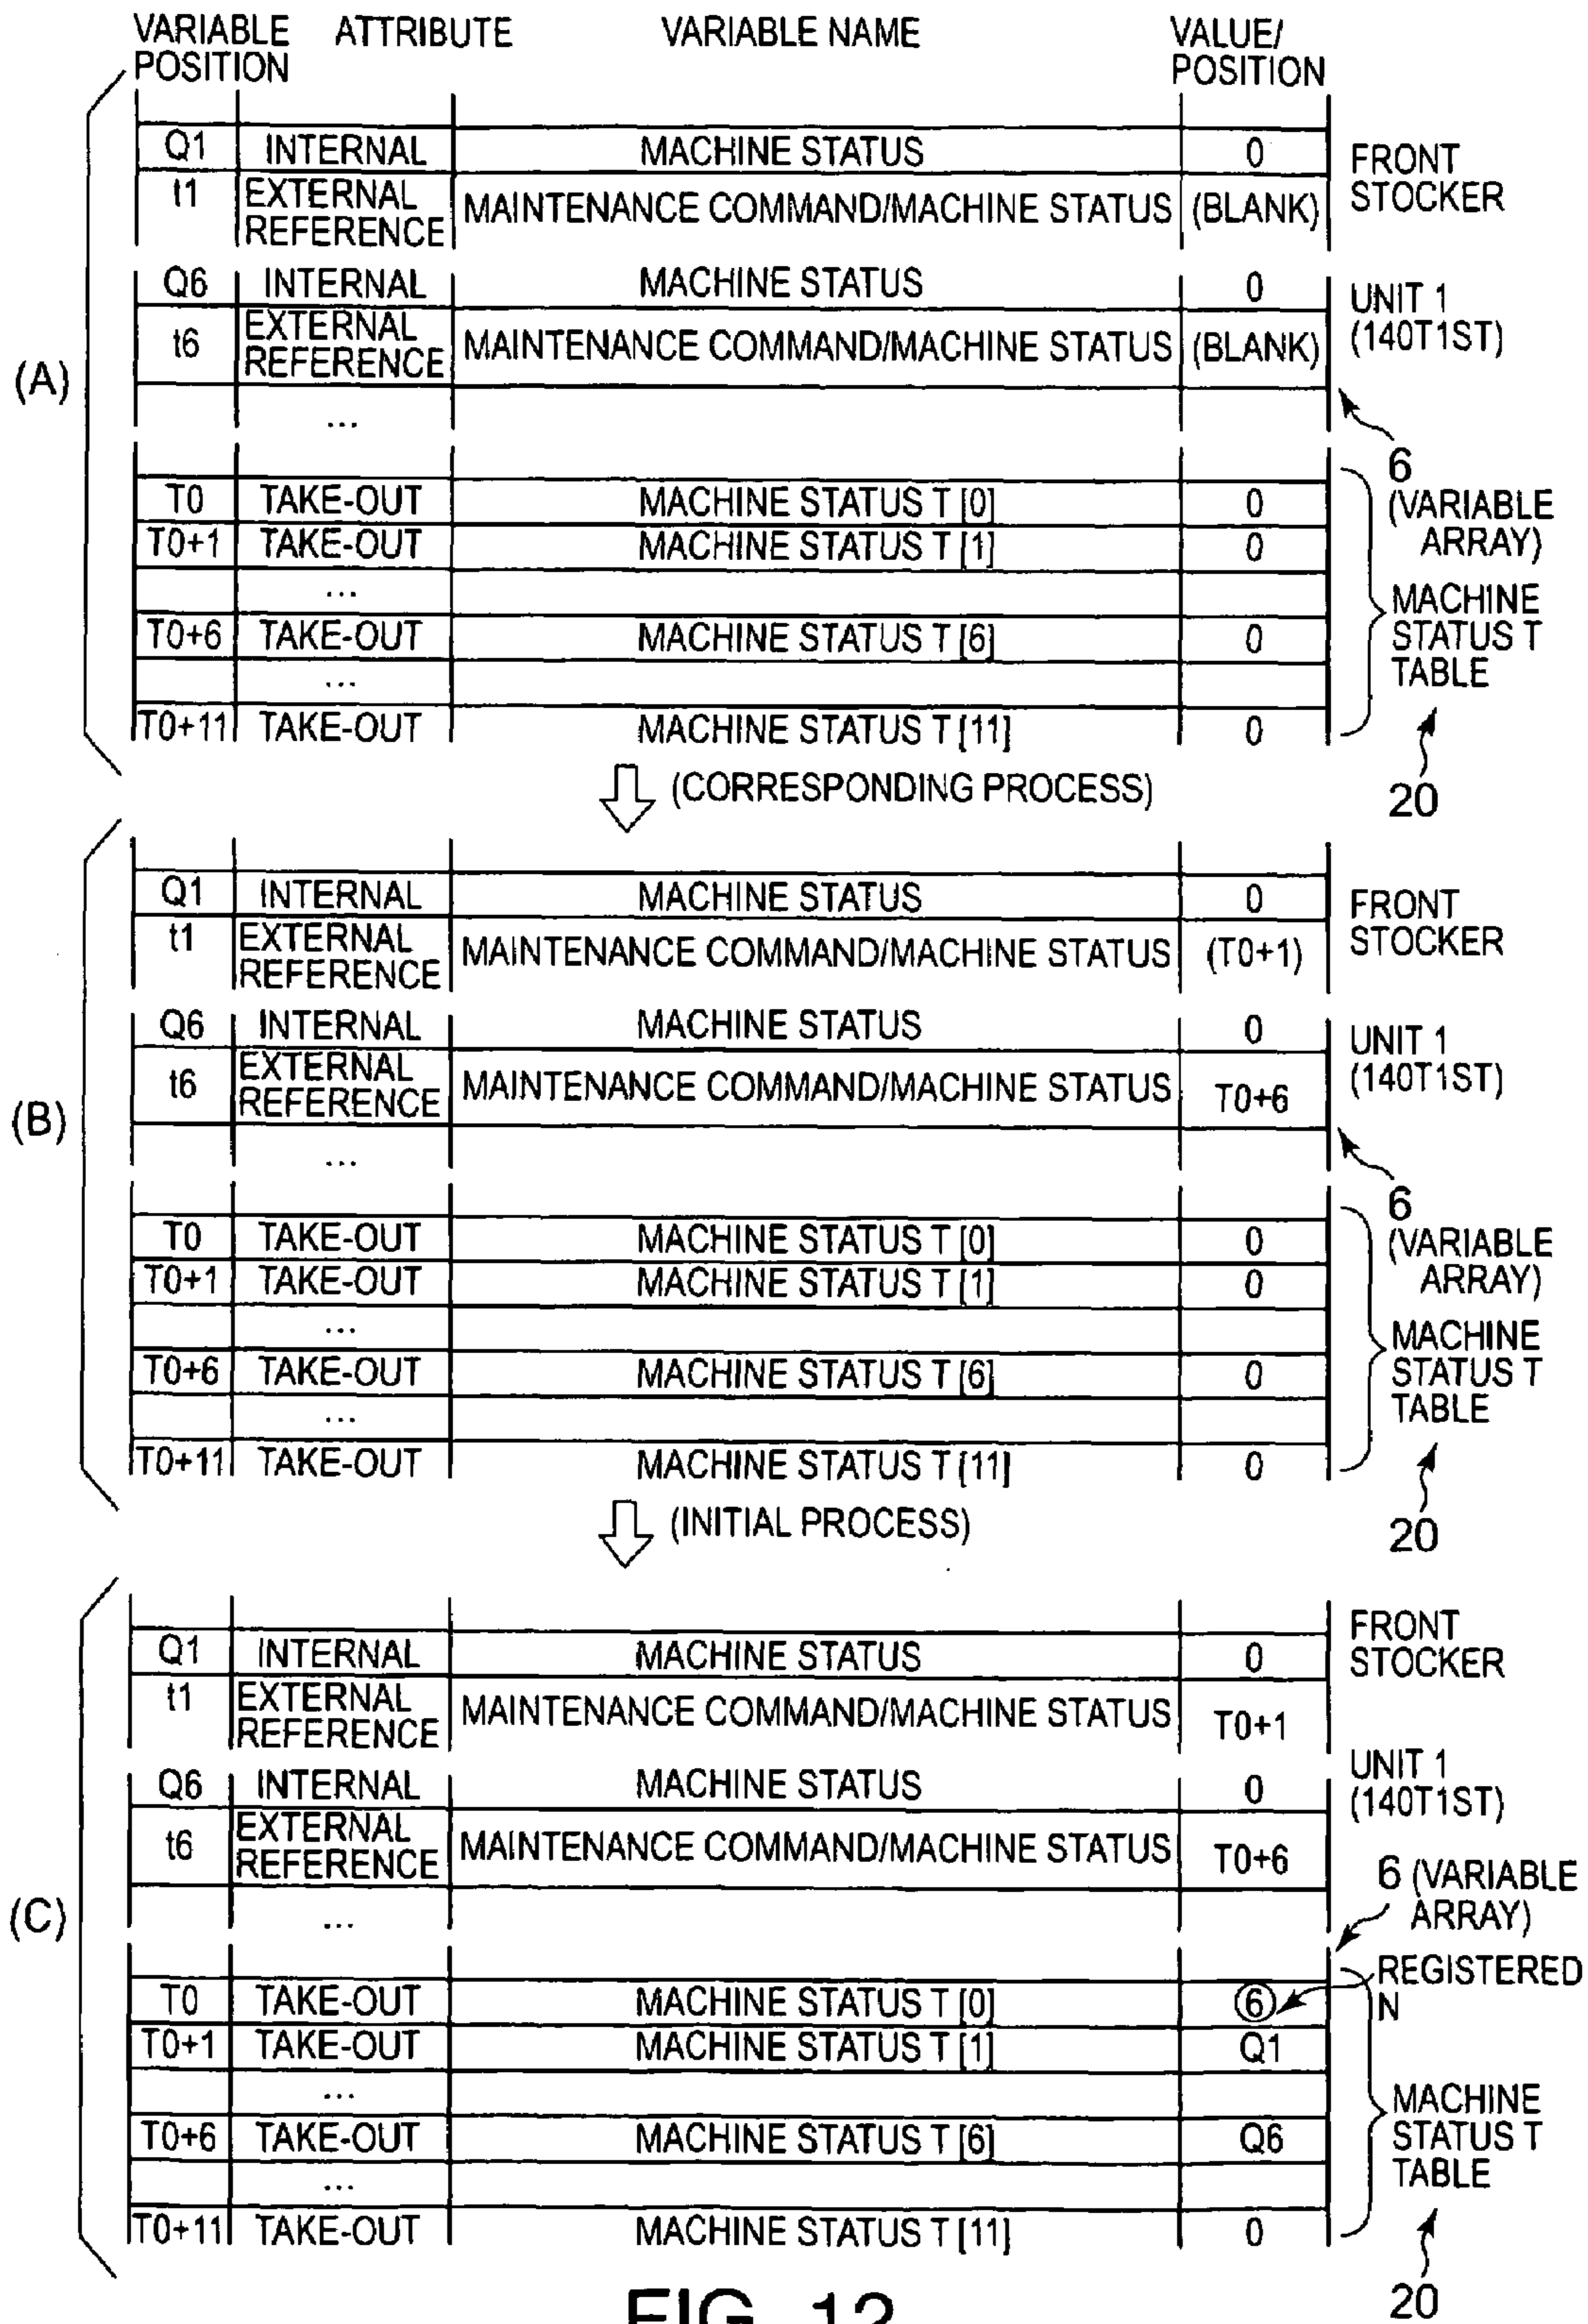 VARIABLE POSITION ATTRIBUTE VARIABLE NAME VALUE/ POSITION
(A)
Q1 INTERNAL MACHINE STATUS 0
t1 EXTERNAL REFERENCE MAINTENANCE COMMAND/MACHINE STATUS (BLANK)
FRONT STOCKER
Q6 INTERNAL MACHINE STATUS 0
t6 EXTERNAL REFERENCE MAINTENANCE COMMAND/MACHINE STATUS (BLANK)
UNIT 1 (140T1ST)
...
6 (VARIABLE ARRAY)
T0 TAKE-OUT MACHINE STATUS T [0] 0
T0+1 TAKE-OUT MACHINE STATUS T [1] 0
...
T0+6 TAKE-OUT MACHINE STATUS T [6] 0
...
T0+11 TAKE-OUT MACHINE STATUS T [11] 0
MACHINE STATUS T TABLE
20
(CORRESPONDING PROCESS)
(B)
Q1 INTERNAL MACHINE STATUS 0
t1 EXTERNAL REFERENCE MAINTENANCE COMMAND/MACHINE STATUS (T0+1)
FRONT STOCKER
Q6 INTERNAL MACHINE STATUS 0
t6 EXTERNAL REFERENCE MAINTENANCE COMMAND/MACHINE STATUS T0+6
UNIT 1 (140T1ST)
...
6 (VARIABLE ARRAY)
T0 TAKE-OUT MACHINE STATUS T [0] 0
T0+1 TAKE-OUT MACHINE STATUS T [1] 0
...
T0+6 TAKE-OUT MACHINE STATUS T [6] 0
...
T0+11 TAKE-OUT MACHINE STATUS T [11] 0
MACHINE STATUS T TABLE
20
(INITIAL PROCESS)
(C)
Q1 INTERNAL MACHINE STATUS 0
t1 EXTERNAL REFERENCE MAINTENANCE COMMAND/MACHINE STATUS T0+1
FRONT STOCKER
Q6 INTERNAL MACHINE STATUS 0
t6 EXTERNAL REFERENCE MAINTENANCE COMMAND/MACHINE STATUS T0+6
UNIT 1 (140T1ST)
...
6 (VARIABLE ARRAY)
T0 TAKE-OUT MACHINE STATUS T [0] 6
REGISTERED N
T0+1 TAKE-OUT MACHINE STATUS T [1] Q1
...
T0+6 TAKE-OUT MACHINE STATUS T [6] Q6
...
T0+11 TAKE-OUT MACHINE STATUS T [11] 0
MACHINE STATUS T TABLE
20
FIG. 12